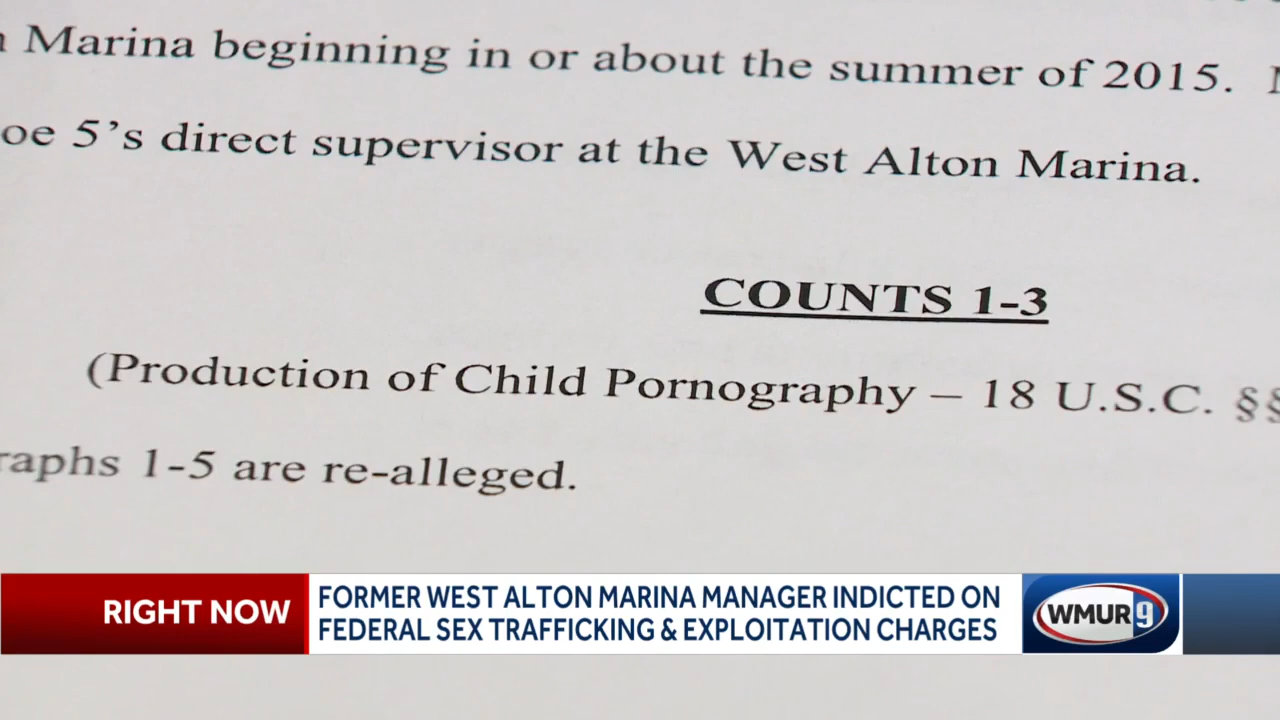 Marina beginning in or about the summer of 2015.
oe 5's direct supervisor at the West Alton Marina.
COUNTS 1-3
(Production of Child Pornography – 18 U.S.C. §§
raphs 1-5 are re-alleged.
RIGHT NOW
FORMER WEST ALTON MARINA MANAGER INDICTED ON
FEDERAL SEX TRAFFICKING & EXPLOITATION CHARGES
WMUR 9